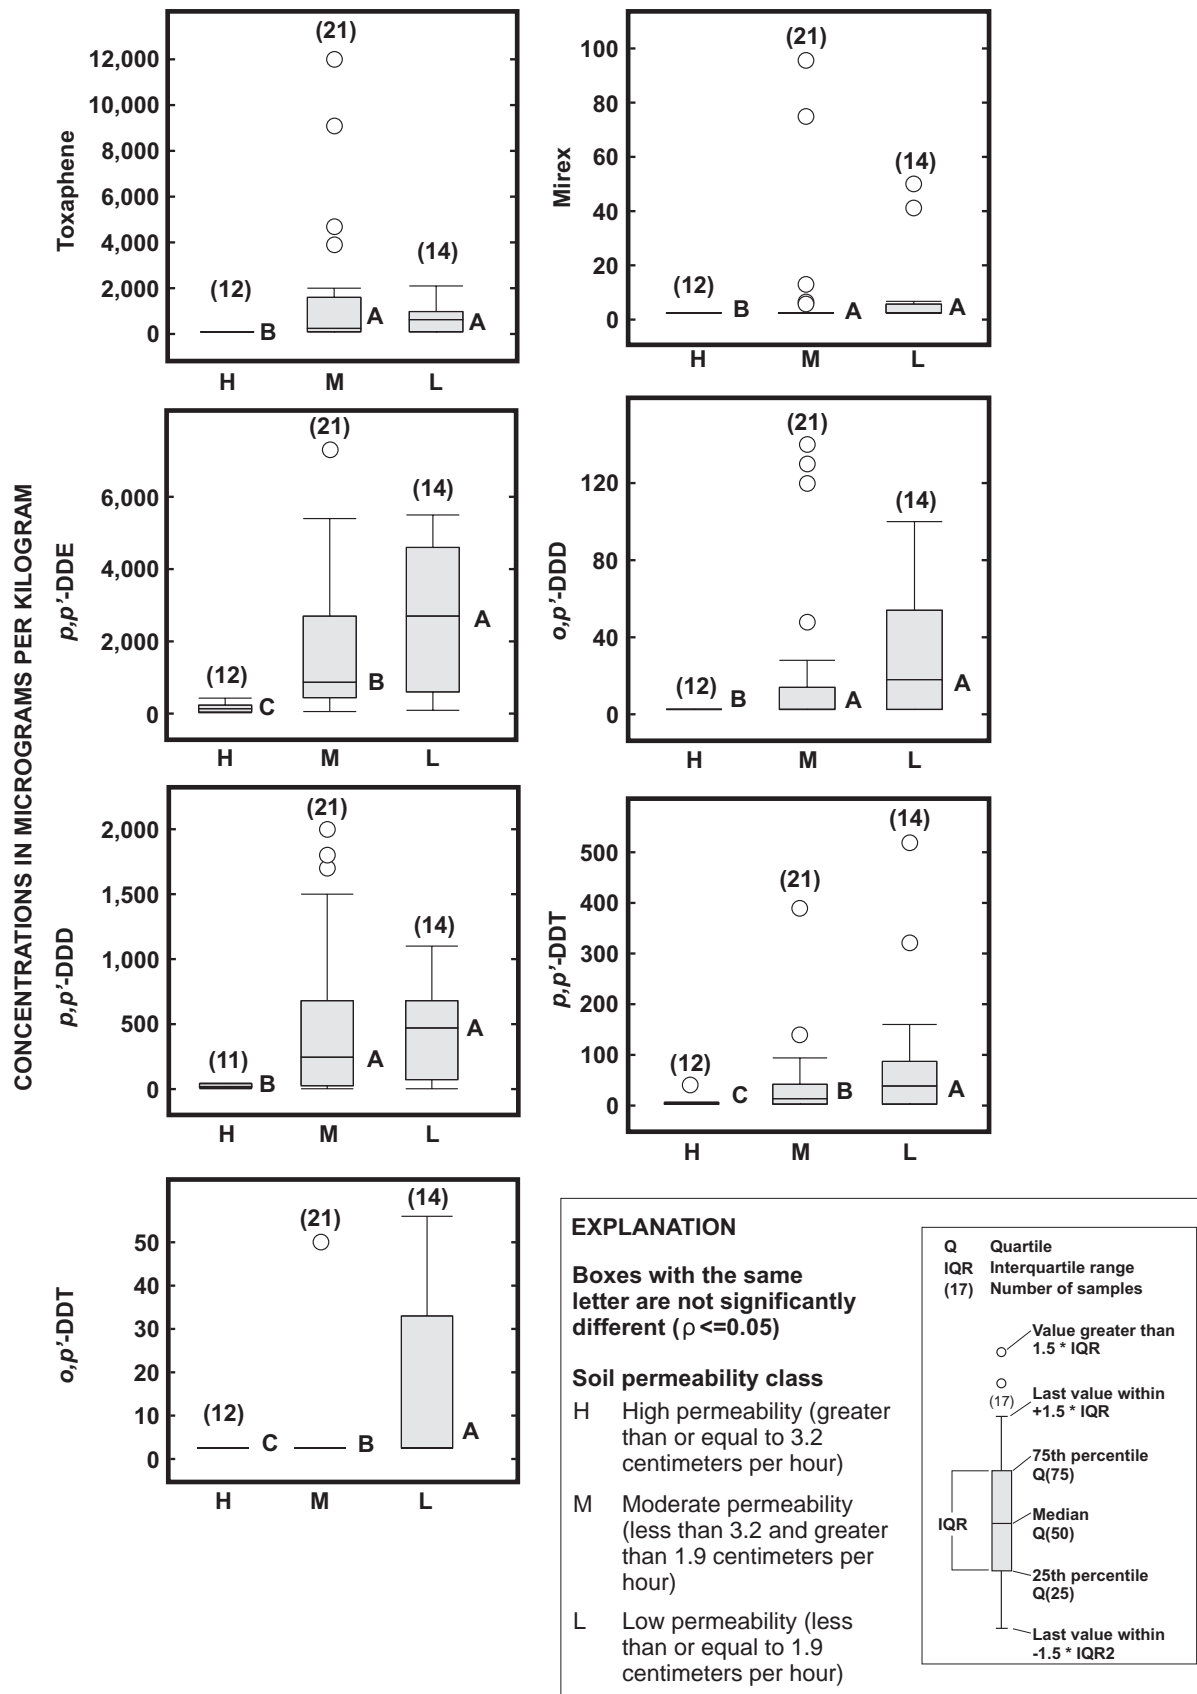 CONCENTRATIONS IN MICROGRAMS PER KILOGRAM
Toxaphene
12,000
10,000
8,000
6,000
4,000
2,000
0
(12)
(21)
(14)
B
A
A
H
M
L
Mirex
100
80
60
40
20
0
(12)
(21)
(14)
B
A
A
H
M
L
p,p'-DDE
6,000
4,000
2,000
0
(12)
(21)
(14)
C
B
A
H
M
L
o,p'-DDD
120
80
40
0
(12)
(21)
(14)
B
A
A
H
M
L
p,p'-DDD
2,000
1,500
1,000
500
0
(11)
(21)
(14)
B
A
A
H
M
L
p,p'-DDT
500
400
300
200
100
0
(12)
(21)
(14)
C
B
A
H
M
L
o,p'-DDT
50
40
30
20
10
0
(12)
(21)
(14)
C
B
A
H
M
L
EXPLANATION
Boxes with the same
letter are not significantly
different (ρ <=0.05)
Soil permeability class
H High permeability (greater
than or equal to 3.2
centimeters per hour)
M Moderate permeability
(less than 3.2 and greater
than 1.9 centimeters per
hour)
L Low permeability (less
than or equal to 1.9
centimeters per hour)
Q Quartile
IQR Interquartile range
(17) Number of samples
Value greater than
1.5 * IQR
(17)
Last value within
+1.5 * IQR
75th percentile
Q(75)
IQR
Median
Q(50)
25th percentile
Q(25)
Last value within
-1.5 * IQR2